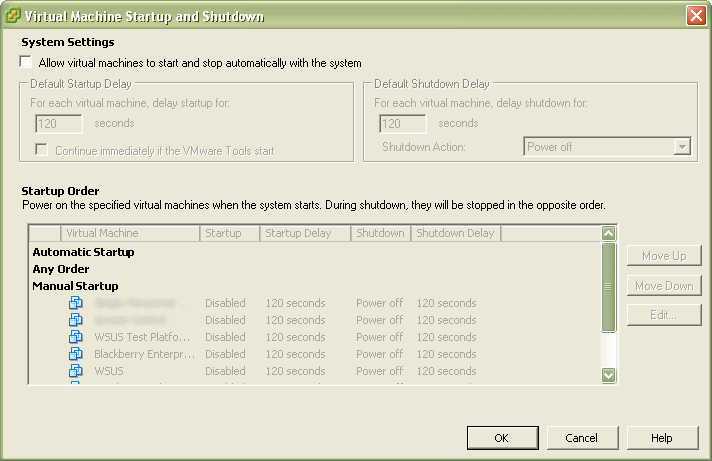 Virtual Machine Startup and Shutdown
System Settings
Allow virtual machines to start and stop automatically with the system
Default Startup Delay
For each virtual machine, delay startup for:
120 seconds
Continue immediately if the VMware Tools start
Default Shutdown Delay
For each virtual machine, delay shutdown for:
120 seconds
Shutdown Action: Power off
Startup Order
Power on the specified virtual machines when the system starts. During shutdown, they will be stopped in the opposite order.
Virtual Machine Startup Startup Delay Shutdown Shutdown Delay
Automatic Startup
Any Order
Manual Startup
Disabled 120 seconds Power off 120 seconds
Disabled 120 seconds Power off 120 seconds
WSUS Test Platfo... Disabled 120 seconds Power off 120 seconds
Blackberry Enterpr... Disabled 120 seconds Power off 120 seconds
WSUS Disabled 120 seconds Power off 120 seconds
Move Up
Move Down
Edit...
OK Cancel Help